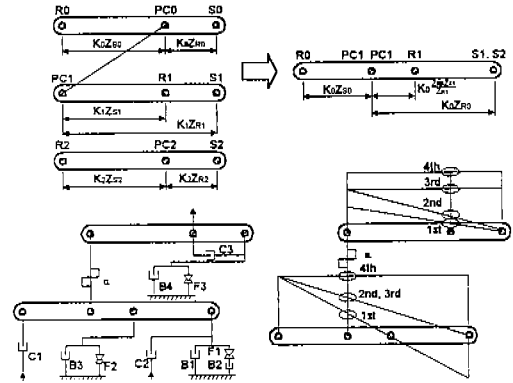 R0 PC0 S0
K0ZS0 K0ZR0
PC1 R1 S1
K1ZS1
K1ZR1
R2 PC2 S2
K2ZS2 K2ZR2
R0 PC1 PC1 R1 S1, S2
K0ZS0
K0ZR0
C3
B4 F3
α
C1 B3 F2 C2 B1 F1
B2
4th
3rd
2nd
1st
α
4th
2nd, 3rd
1st